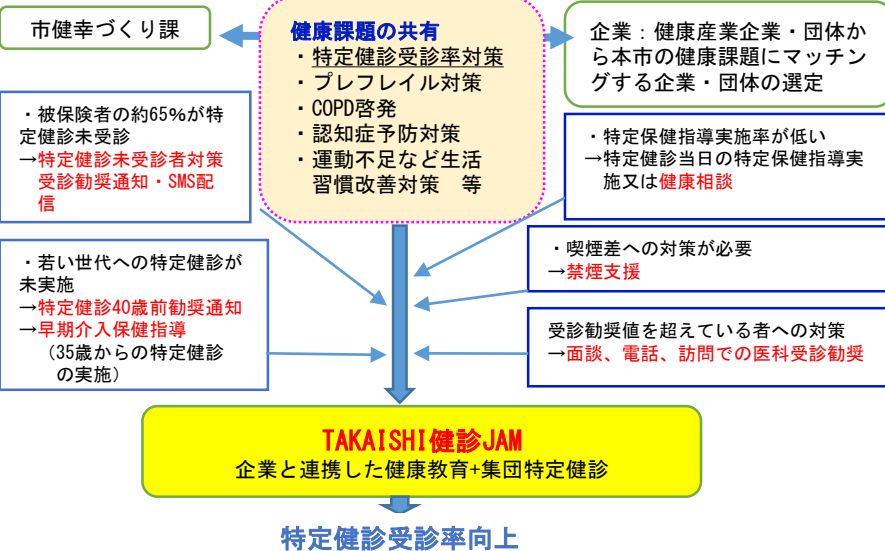 市健幸づくり課
健康課題の共有
・特定健診受診率対策
・プレフレイル対策
・COPD啓発
・認知症予防対策
・運動不足など生活
習慣改善対策　等
企業：健康産業企業・団体か
ら本市の健康課題にマッチン
グする企業・団体の選定
・被保険者の約65%が特
定健診未受診
→特定健診未受診者対策
受診勧奨通知・SMS配
信
・特定保健指導実施率が低い
→特定健診当日の特定保健指導実
施又は健康相談
・若い世代への特定健診が
未実施
→特定健診40歳前勧奨通知
→早期介入保健指導
（35歳からの特定健診
の実施）
・喫煙差への対策が必要
→禁煙支援
受診勧奨値を超えている者への対策
→面談、電話、訪問での医科受診勧奨
TAKAISHI健診JAM
企業と連携した健康教育+集団特定健診
特定健診受診率向上